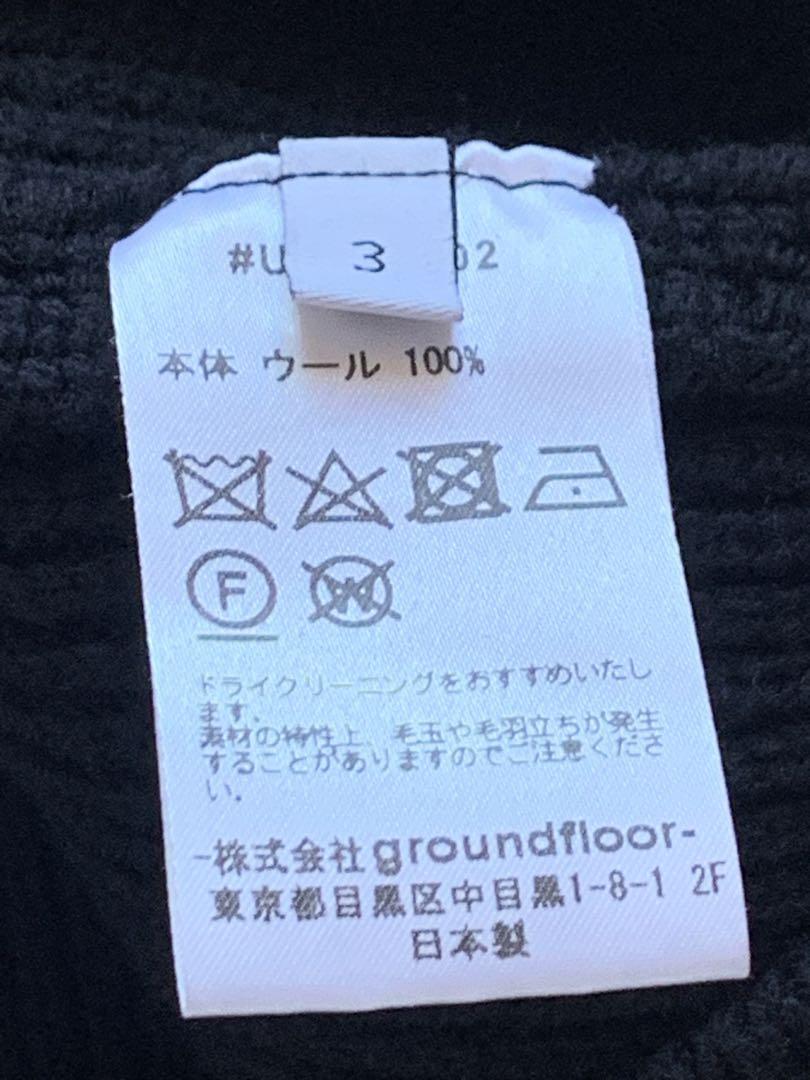 3
本体 ウール 100%
F
W
ドライクリーニングをおすすめいたし
ます。
素材の特性上、毛玉や毛羽立ちが発生
することがありますのでご注意くださ
い。
-株式会社groundfloor-
東京都目黒区中目黒1-8-1 2F
日本製